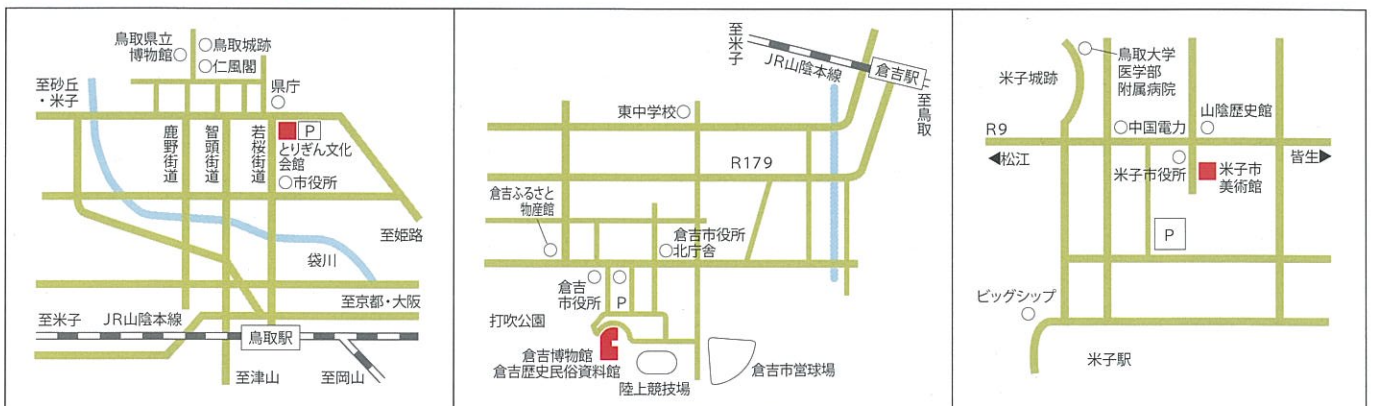 鳥取県立
博物館
鳥取城跡
仁風閣
至砂丘
・米子
県庁
鹿野街道
智頭街道
若桜街道
P
とりぎん文化
会館
市役所
至姫路
袋川
至京都・大阪
至米子
JR山陰本線
鳥取駅
至津山
至岡山
至米子
JR山陰本線
倉吉駅
至鳥取
東中学校
R179
倉吉ふるさと
物産館
倉吉市役所
北庁舎
倉吉
市役所
P
打吹公園
倉吉博物館
倉吉歴史民俗資料館
陸上競技場
倉吉市営球場
米子城跡
鳥取大学
医学部
附属病院
山陰歴史館
R9
中国電力
◀松江
皆生▶
米子市役所
米子市
美術館
P
ビッグシップ
米子駅